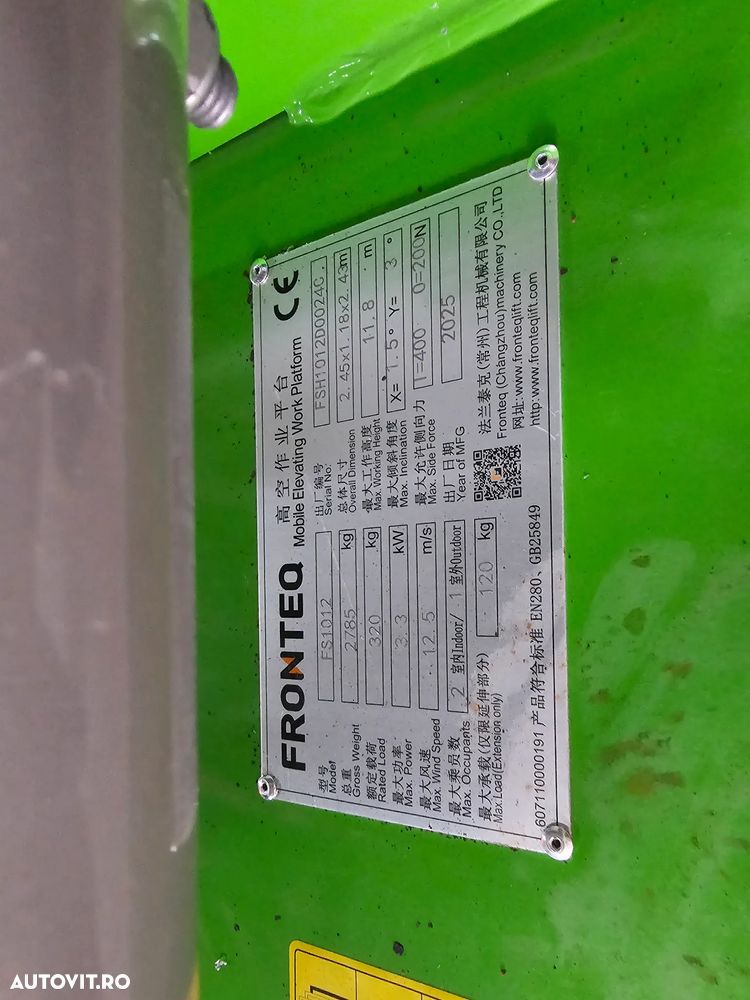 FRONTEQ
高空作业平台
Mobile Elevating Work Platform
CE
型号 FS1012
Model
出厂编号 FSH1012D0024C
Serial No:
总重 2785 kg
Gross Weight
总体尺寸 2.45x1.18x2.43m
Overall Dimension
额定载荷 320 kg
Rated Load
最大工作高度 11.8 m
Max.Working Height
最大功率 3.3 kW
Max. Power
最大倾斜角度 X= 1.5° Y= 3 °
Max. Inclination
最大风速 12.5 m/s
Max. Wind Speed
最大允许侧向力 I=400 O=200N
Max. Side Force
最大乘员数 2 室内Indoor/ 1 室外Outdoor
Max. Occupants
出厂日期 2025
Year of MFG
最大承载(仅限延伸部分) 120 kg
Max.Load(Extension only)
法兰泰克(常州)工程机械有限公司
Fronteq (Changzhou)machinery CO.,LTD
网址: www.fronteqlift.com
http: www.fronteqlift.com
6071100000191 产品符合标准 EN280、GB25849
AUTOVIT.RO